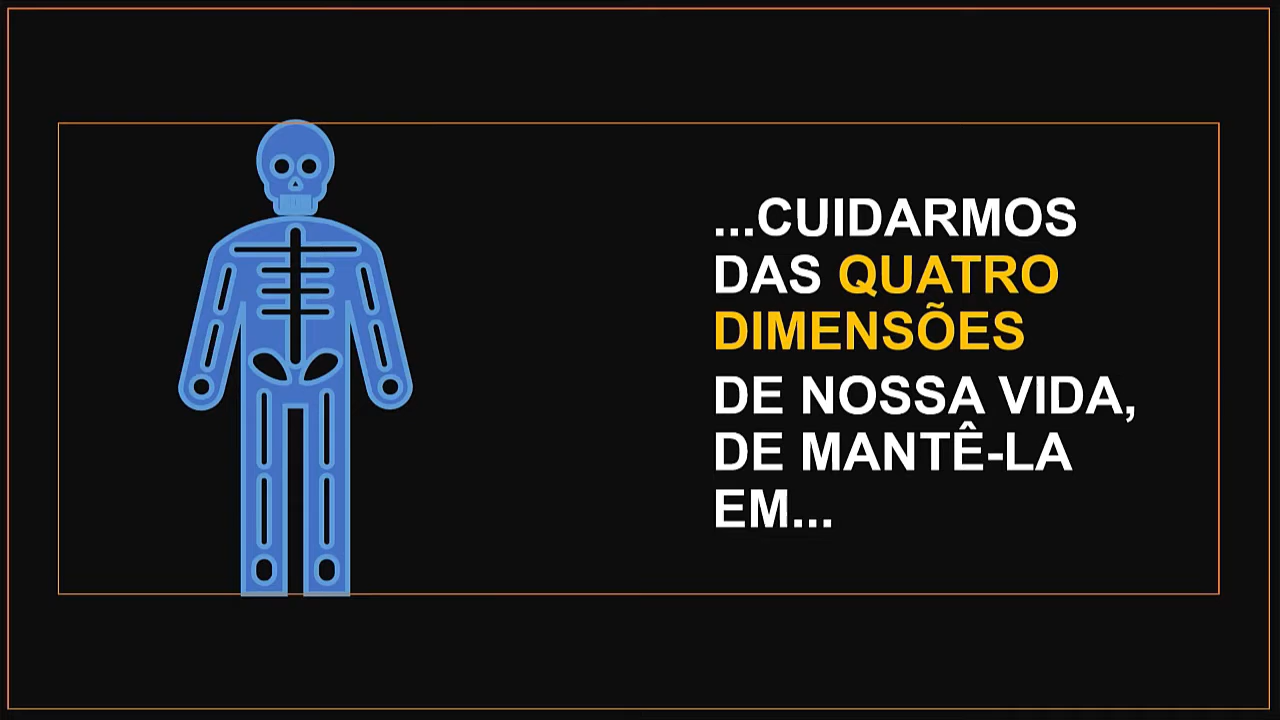 ...CUIDARMOS
DAS QUATRO
DIMENSÕES
DE NOSSA VIDA,
DE MANTÊ-LA
EM...